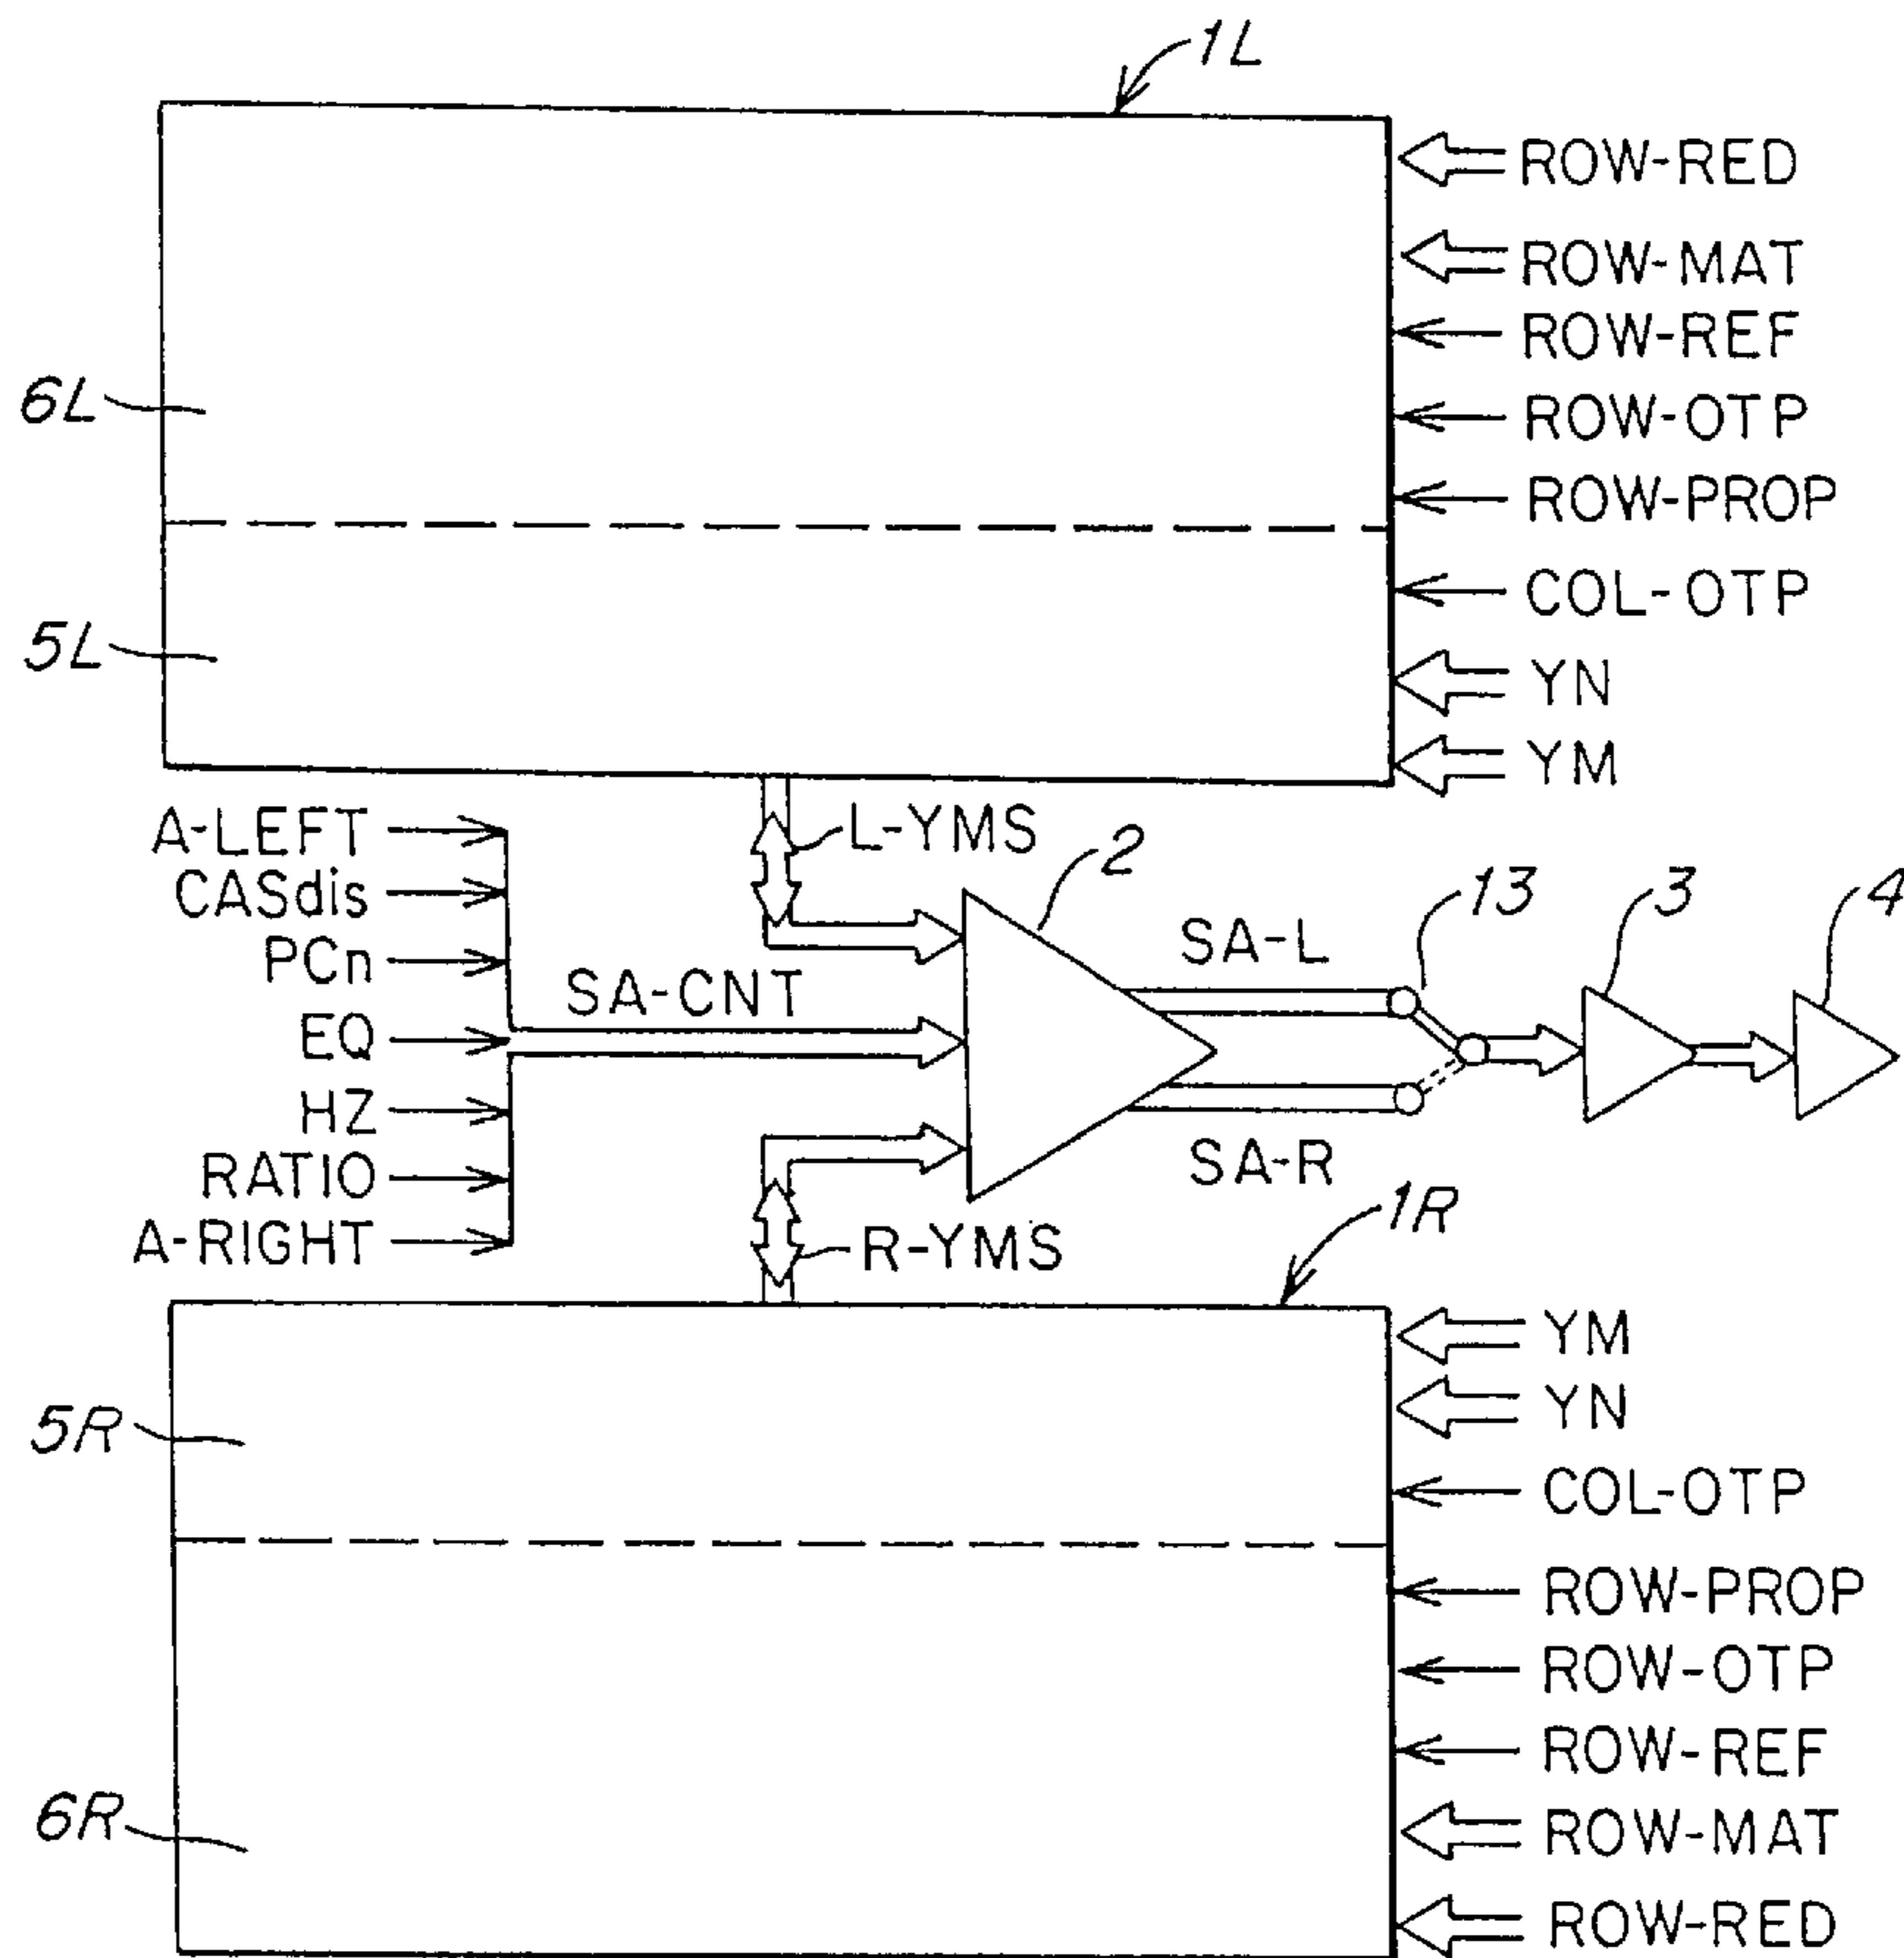 1L
ROW-RED
ROW-MAT
ROW-REF
6L
ROW-OTP
ROW-PROP
COL-OTP
5L
YN
YM
A-LEFT
L-YMS
2
CASdis
13
3
4
SA-L
PCn
SA-CNT
EQ
HZ
RATIO
SA-R
A-RIGHT
R-YMS
1R
YM
YN
5R
COL-OTP
ROW-PROP
ROW-OTP
ROW-REF
6R
ROW-MAT
ROW-RED